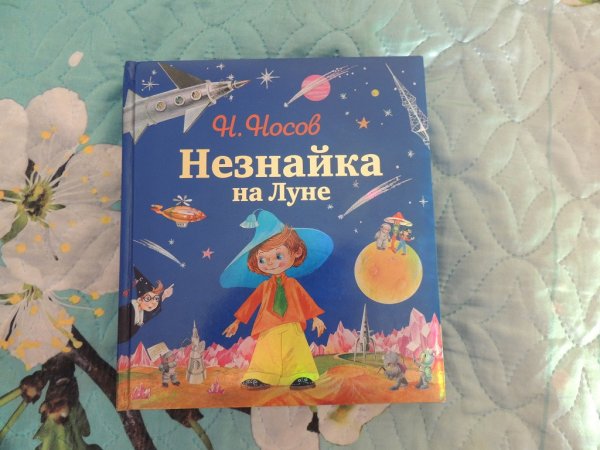 Н. Носов
Незнайка
на Луне